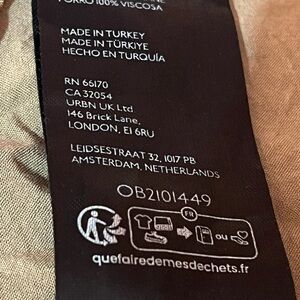 FORRO 100% VISCOSA
MADE IN TURKEY
MADE IN TÜRKIYE
HECHO EN TURQUÍA
RN 66170
CA 32054
URBN UK Ltd
146 Brick Lane,
LONDON, E1 6RU
LEIDSESTRAAT 32, 1017 PB
AMSTERDAM, NETHERLANDS
OB2101449
FR
OU
quefairedemesdechets.fr